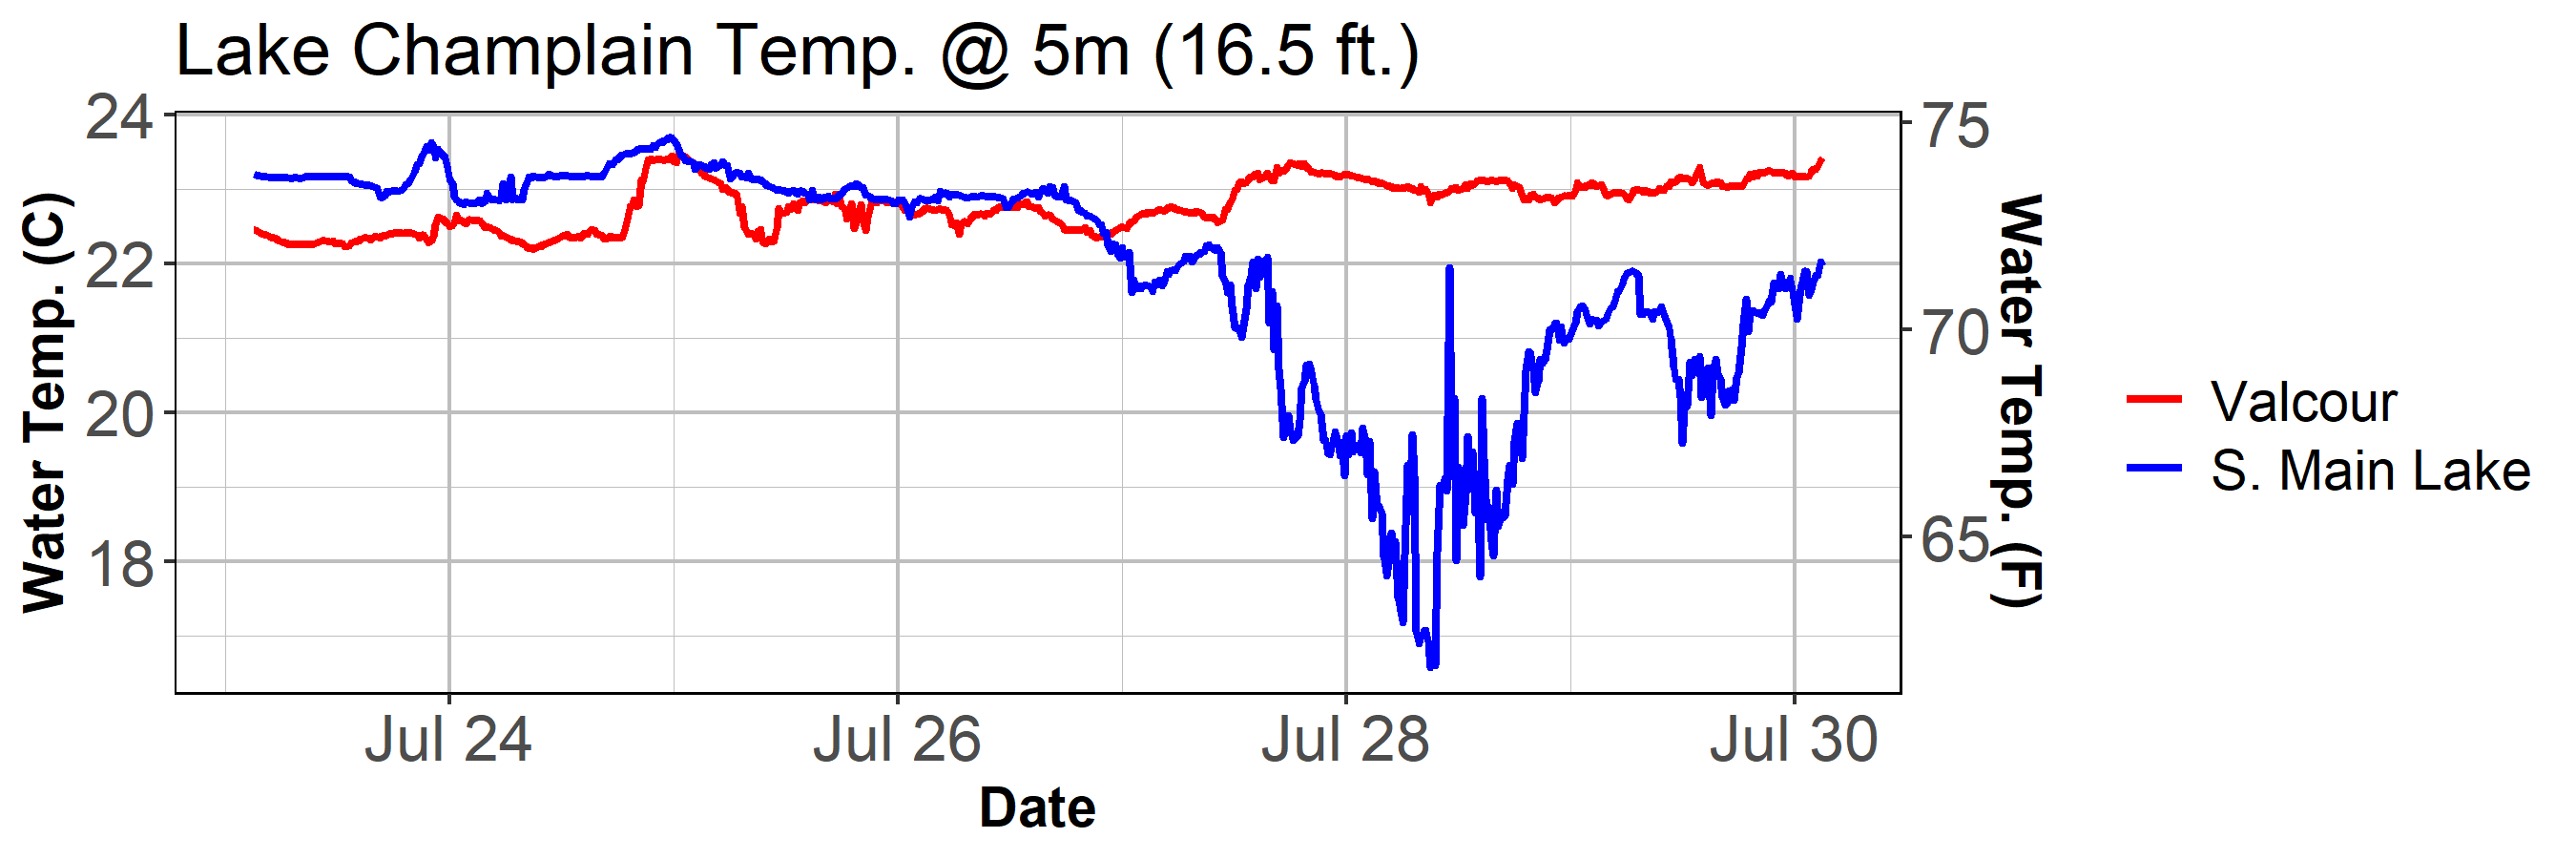 Lake Champlain Temp. @ 5m (16.5 ft.)
Water Temp. (C)
24
22
20
18
75
70
65
Water Temp. (F)
Jul 24 Jul 26 Jul 28 Jul 30
Date
Valcour
S. Main Lake